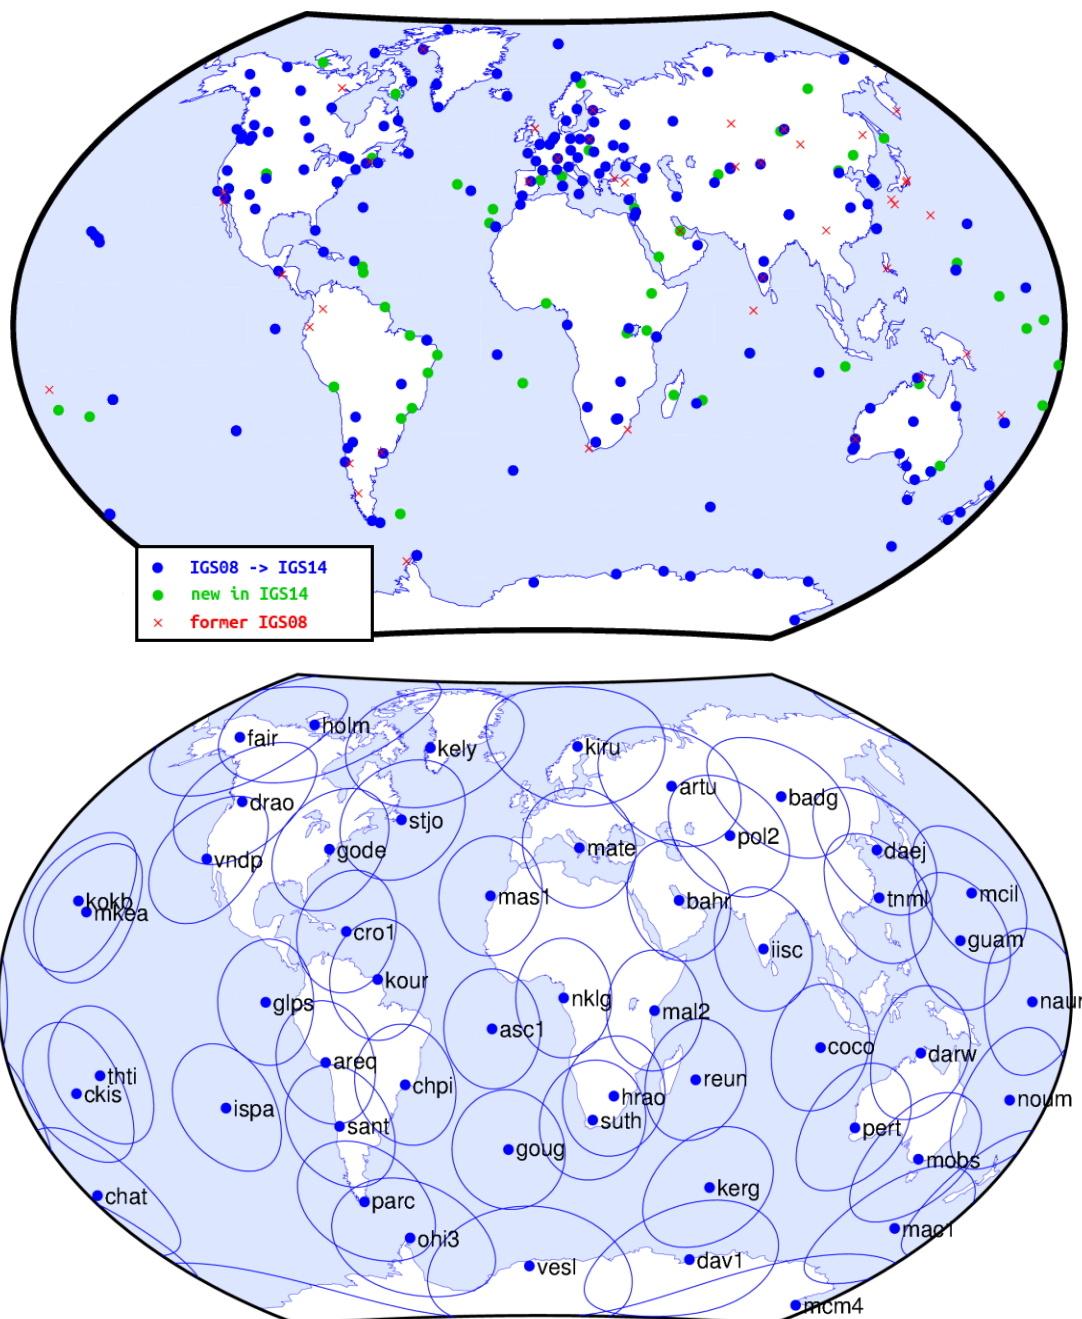 IGS08 -> IGS14
new in IGS14
former IGS08
holm
fair
kely
kiru
artu
badg
drao
stjo
pol2
gode
mate
daej
vndp
kokb
mkea
mas1
bahr
tnml
mcil
cro1
guam
iisc
kour
glps
nklg
mal2
naur
asc1
coco
darw
areq
thti
ckis
chpi
reun
hrao
noum
ispa
suth
sant
pert
goug
mobs
chat
parc
kerg
mac1
ohi3
vesl
dav1
mcm4